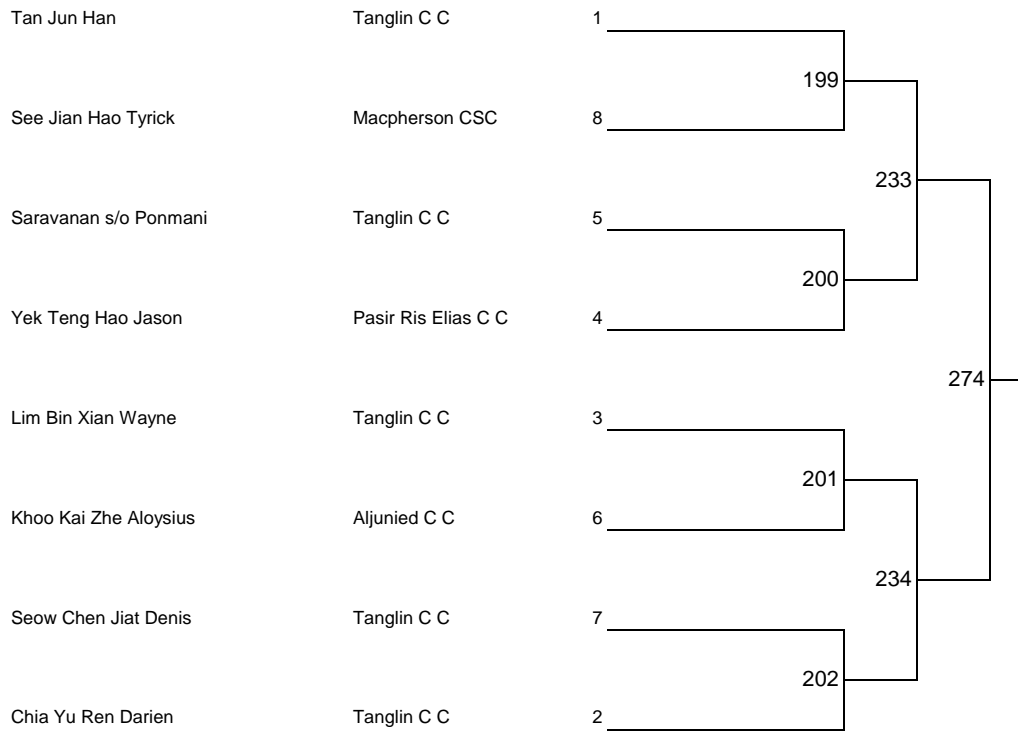 Tan Jun Han Tanglin C C 1
199
See Jian Hao Tyrick Macpherson CSC 8
233
Saravanan s/o Ponmani Tanglin C C 5
200
Yek Teng Hao Jason Pasir Ris Elias C C 4
274
Lim Bin Xian Wayne Tanglin C C 3
201
Khoo Kai Zhe Aloysius Aljunied C C 6
234
Seow Chen Jiat Denis Tanglin C C 7
202
Chia Yu Ren Darien Tanglin C C 2